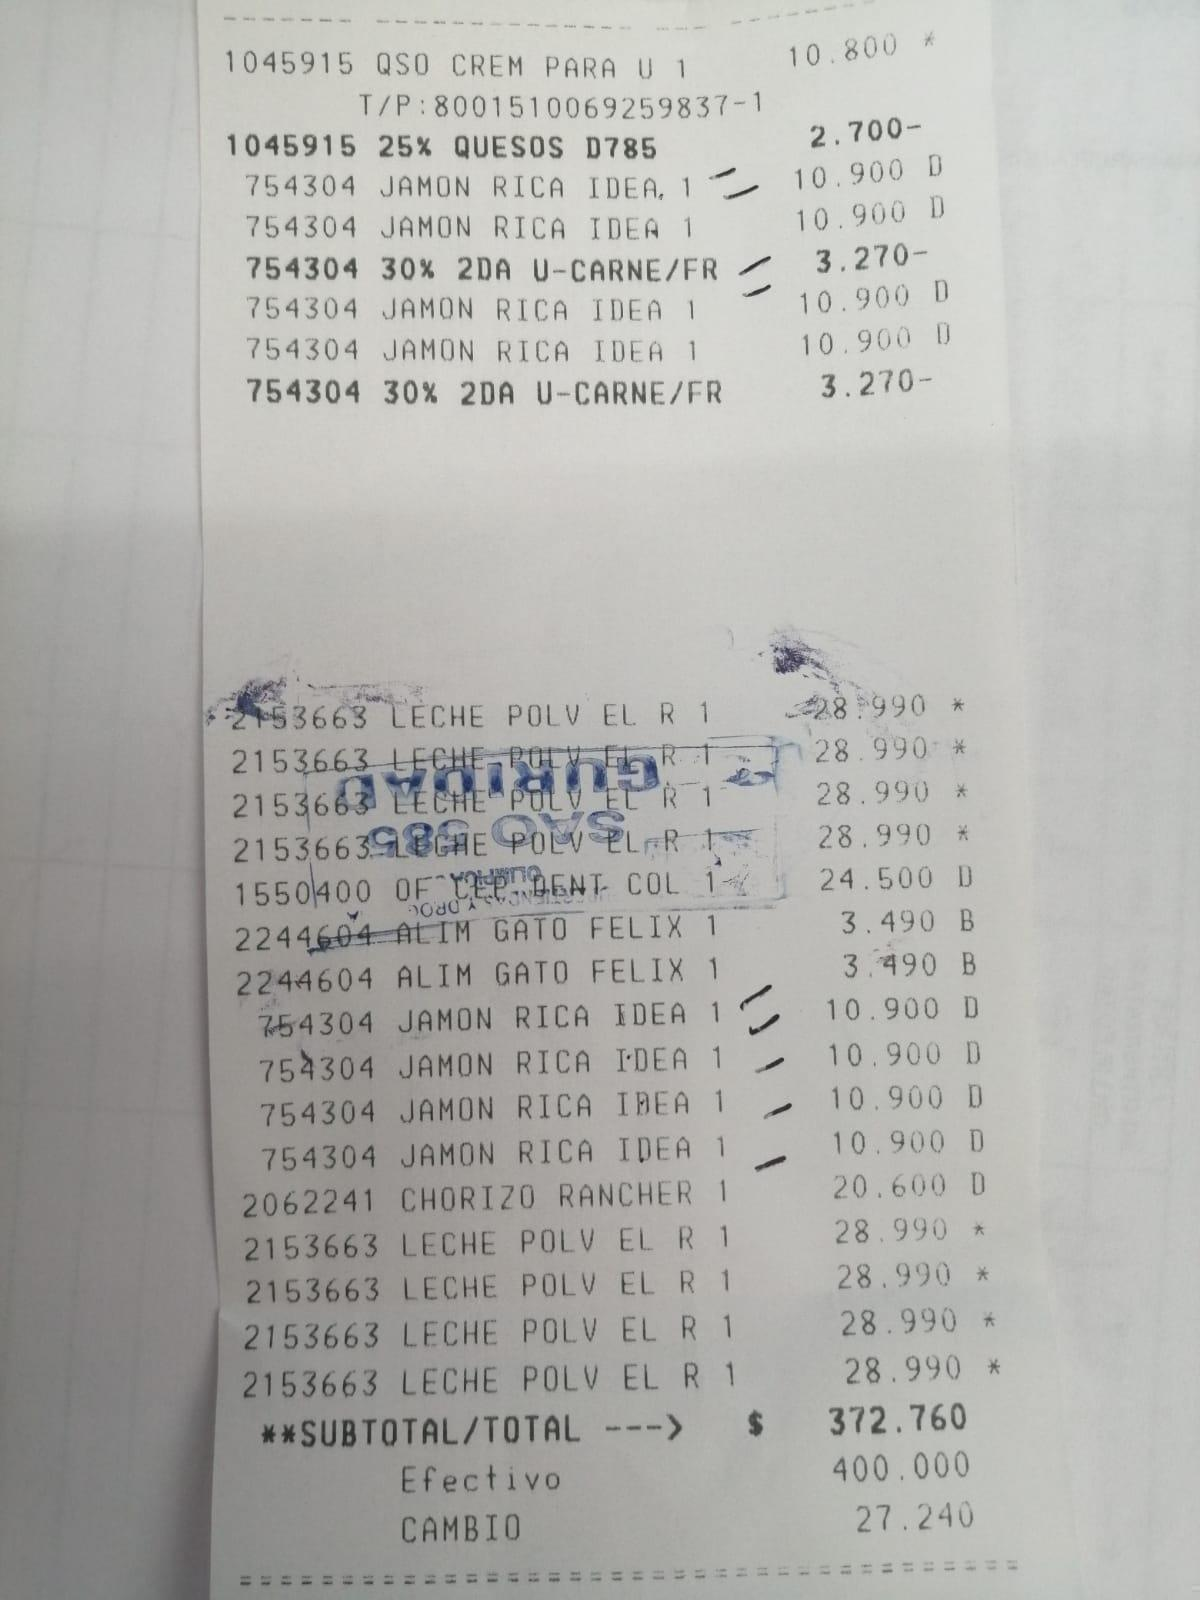 1045915 QSO CREM PARA U 1 10.800 *
T/P:8001510069259837-1
1045915 25% QUESOS D785 2.700-
754304 JAMON RICA IDEA 1 10.900 D
754304 JAMON RICA IDEA 1 10.900 D
754304 30% 2DA U-CARNE/FR 3.270-
754304 JAMON RICA IDEA 1 10.900 D
754304 JAMON RICA IDEA 1 10.900 D
754304 30% 2DA U-CARNE/FR 3.270-
2153663 LECHE POLV EL R 1 28.990 *
2153663 LECHE POLV EL R 1 28.990 *
GURIDAD
2153663 LECHE POLV EL R 1 28.990 *
SAO 585
2153663 LECHE POLV EL R 1 28.990 *
1550400 OF CEP DENT COL 1 24.500 D
2244604 ALIM GATO FELIX 1 3.490 B
2244604 ALIM GATO FELIX 1 3.490 B
754304 JAMON RICA IDEA 1 10.900 D
754304 JAMON RICA IDEA 1 10.900 D
754304 JAMON RICA IDEA 1 10.900 D
754304 JAMON RICA IDEA 1 10.900 D
2062241 CHORIZO RANCHER 1 20.600 D
2153663 LECHE POLV EL R 1 28.990 *
2153663 LECHE POLV EL R 1 28.990 *
2153663 LECHE POLV EL R 1 28.990 *
2153663 LECHE POLV EL R 1 28.990 *
**SUBTOTAL/TOTAL ---> $ 372.760
Efectivo 400.000
CAMBIO 27.240